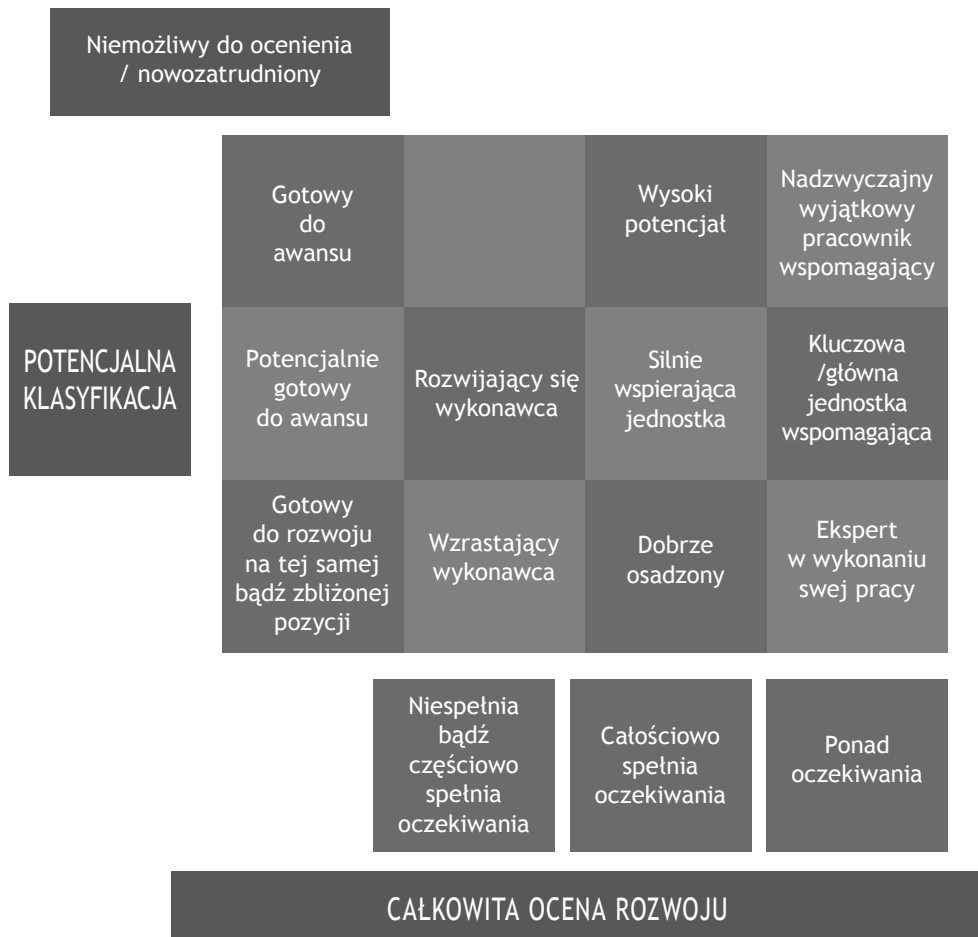 Niemożliwy do ocenienia
/ nowozatrudniony
Gotowy
do
awansu
Wysoki
potencjał
Nadzwyczajny
wyjątkowy
pracownik
wspomagający
POTENCJALNA
KLASYFIKACJA
Potencjalnie
gotowy
do awansu
Rozwijający się
wykonawca
Silnie
wspierająca
jednostka
Kluczowa
/główna
jednostka
wspomagająca
Gotowy
do rozwoju
na tej samej
bądź zbliżonej
pozycji
Wzrastający
wykonawca
Dobrze
osadzony
Ekspert
w wykonaniu
swej pracy
Niespełnia
bądź
częściowo
spełnia
oczekiwania
Całościowo
spełnia
oczekiwania
Ponad
oczekiwania
CAŁKOWITA OCENA ROZWOJU